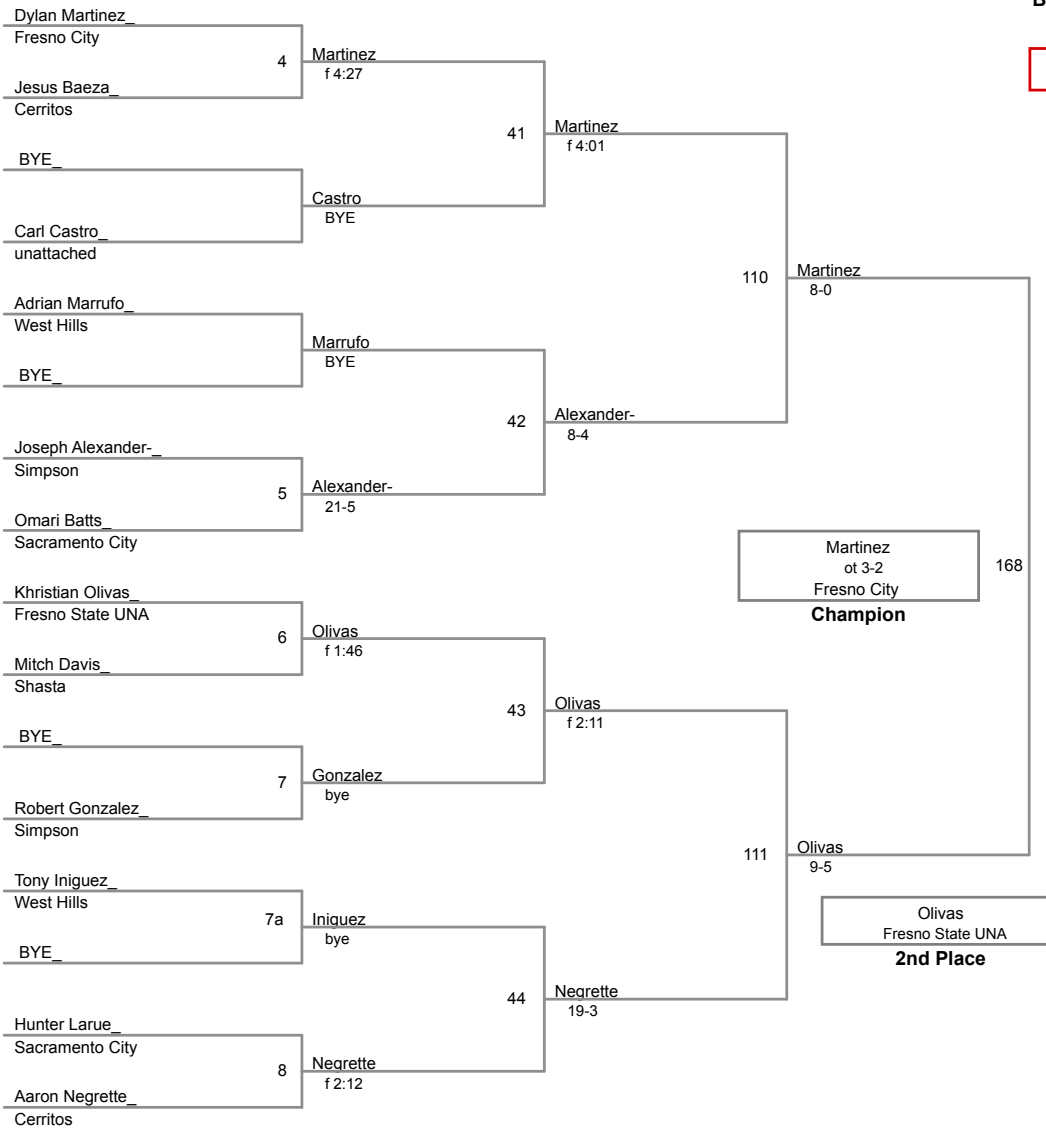 B
Dylan Martinez_
Fresno City
4
Martinez
f 4:27
Jesus Baeza_
Cerritos
41
Martinez
f 4:01
BYE_
Castro
BYE
Carl Castro_
unattached
110
Martinez
8-0
Adrian Marrufo_
West Hills
Marrufo
BYE
BYE_
42
Alexander-
8-4
Joseph Alexander-_
Simpson
5
Alexander-
21-5
Omari Batts_
Sacramento City
Martinez
ot 3-2
Fresno City
Champion
168
Khristian Olivas_
Fresno State UNA
6
Olivas
f 1:46
Mitch Davis_
Shasta
43
Olivas
f 2:11
BYE_
7
Gonzalez
bye
Robert Gonzalez_
Simpson
111
Olivas
9-5
Tony Iniguez_
West Hills
7a
Iniguez
bye
BYE_
Olivas
Fresno State UNA
2nd Place
44
Negrette
19-3
Hunter Larue_
Sacramento City
8
Negrette
f 2:12
Aaron Negrette_
Cerritos